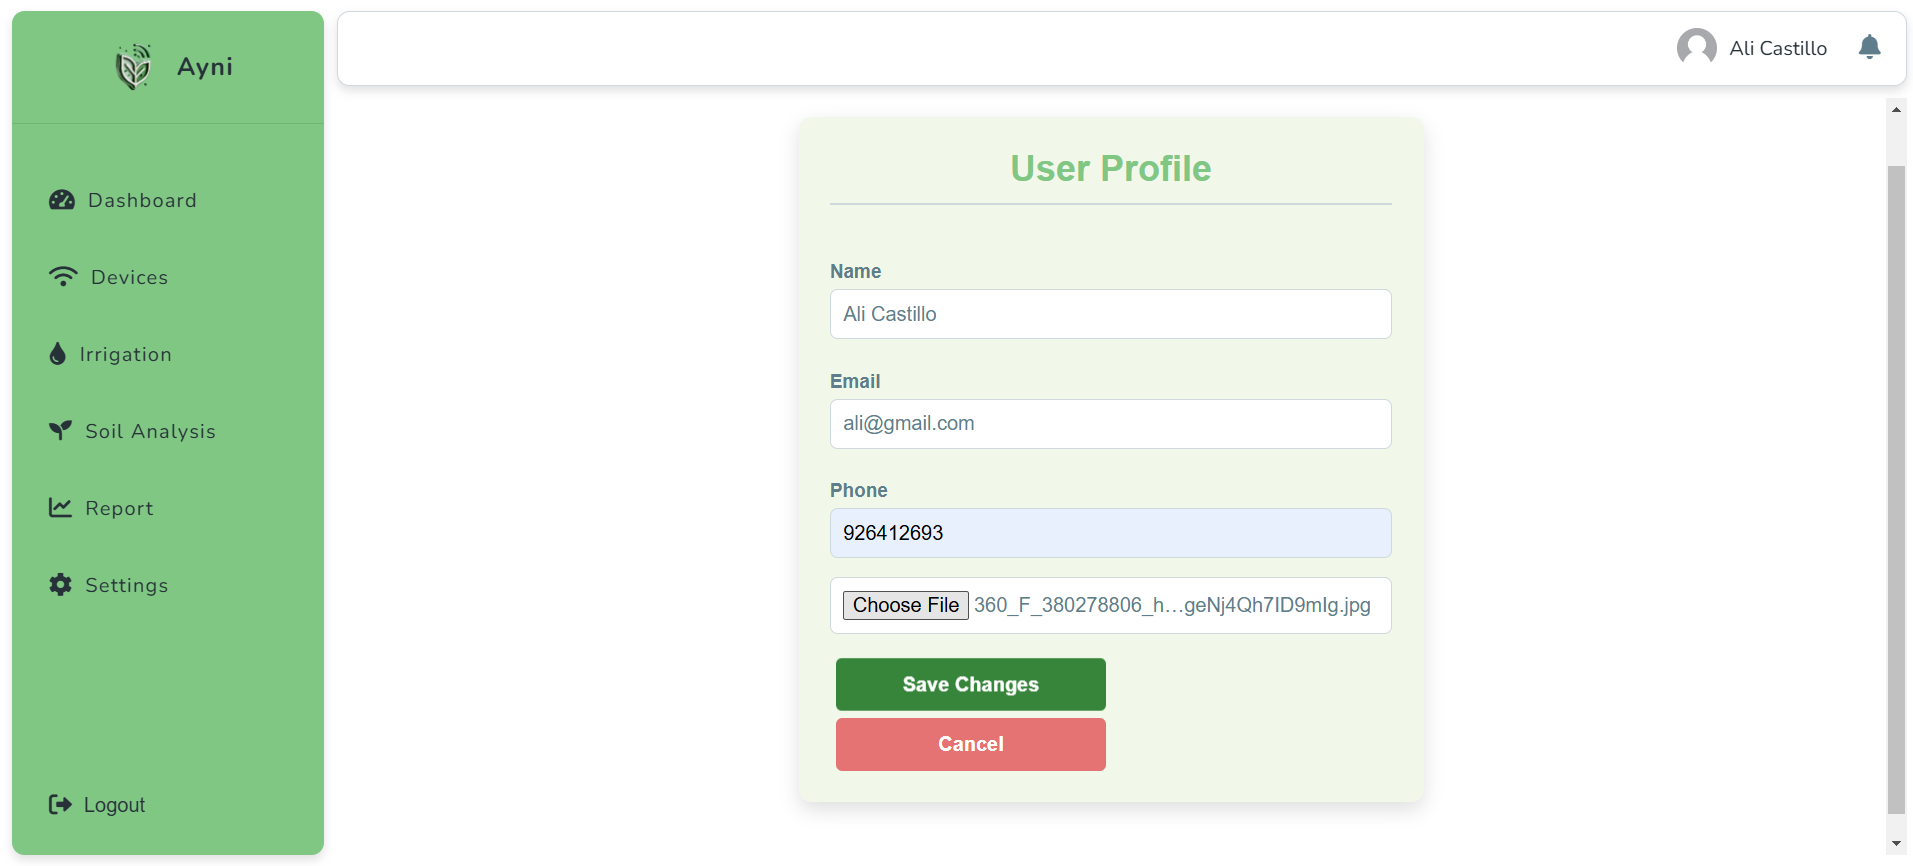 Ayni
Ali Castillo
Dashboard
Devices
Irrigation
Soil Analysis
Report
Settings
Logout
User Profile
Name
Ali Castillo
Email
ali@gmail.com
Phone
926412693
Choose File 360_F_380278806_h...geNj4Qh7ID9mIg.jpg
Save Changes
Cancel